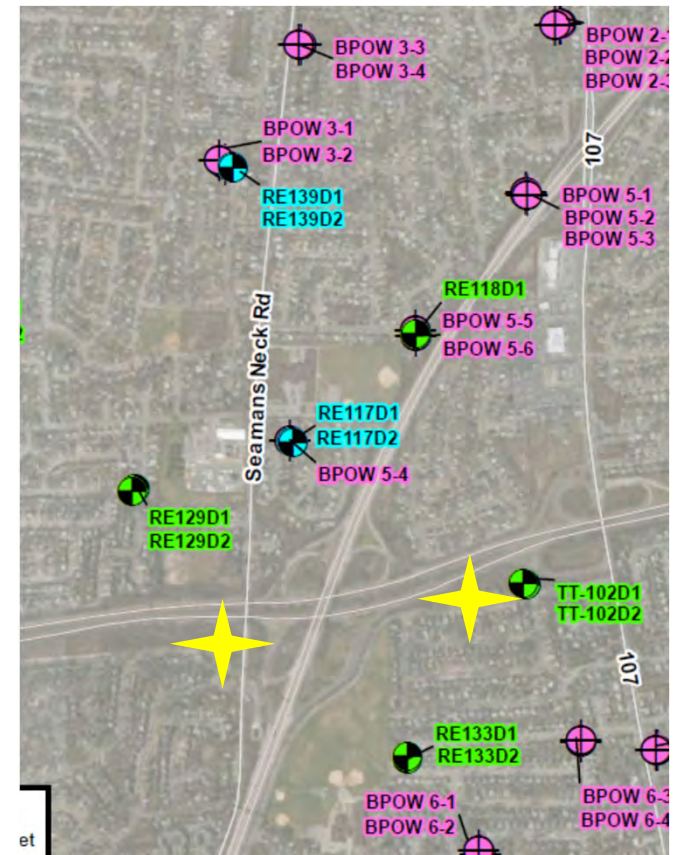 BPOW 3-3
BPOW 3-4
BPOW 2-
BPOW 2-
BPOW 2-
107
BPOW 3-1
BPOW 3-2
RE139D1
RE139D2
BPOW 5-1
BPOW 5-2
BPOW 5-3
RE118D1
BPOW 5-5
BPOW 5-6
Seamans Neck Rd
RE117D1
RE117D2
BPOW 5-4
RE129D1
RE129D2
TT-102D1
TT-102D2
107
RE133D1
RE133D2
BPOW 6-3
BPOW 6-4
BPOW 6-1
BPOW 6-2
et